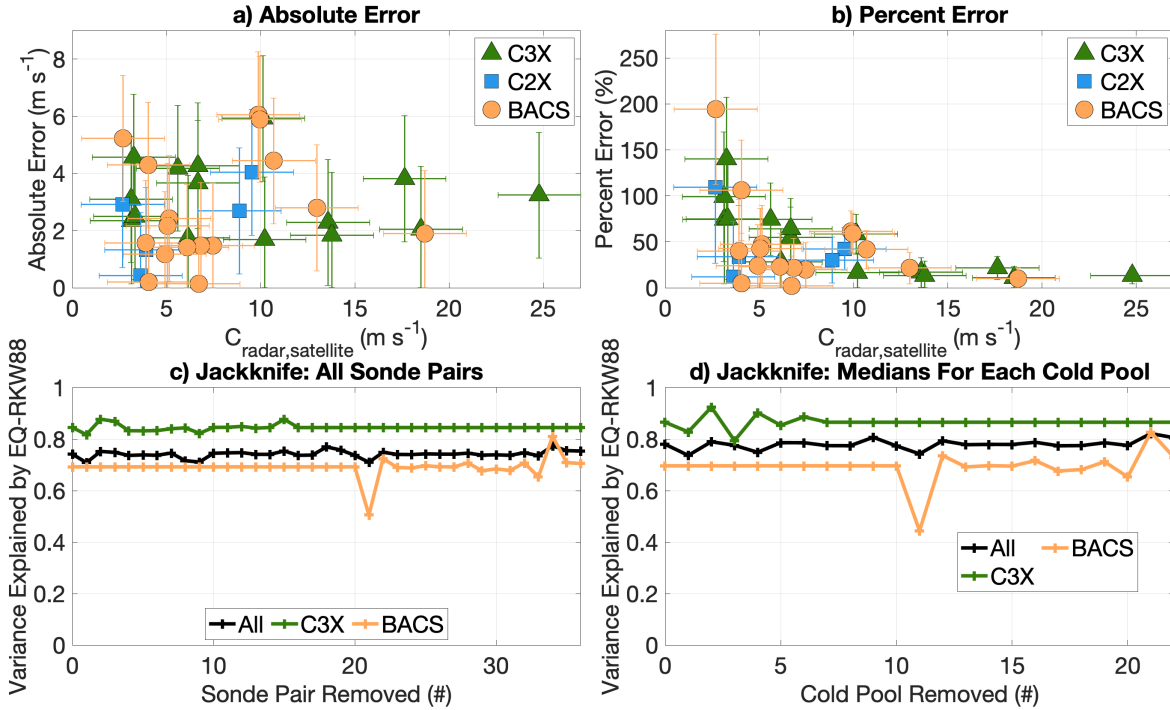 a) Absolute Error
Absolute Error (m s⁻¹)
8
6
4
2
0
C3X
C2X
BACS
0 5 10 15 20 25
C_radar,satellite (m s⁻¹)
b) Percent Error
Percent Error (%)
250
200
150
100
50
0
C3X
C2X
BACS
0 5 10 15 20 25
C_radar,satellite (m s⁻¹)
c) Jackknife: All Sonde Pairs
Variance Explained by EQ-RKW88
1
0.8
0.6
0.4
0.2
0
All C3X BACS
0 10 20 30
Sonde Pair Removed (#)
d) Jackknife: Medians For Each Cold Pool
Variance Explained by EQ-RKW88
1
0.8
0.6
0.4
0.2
0
All BACS
C3X
0 5 10 15 20
Cold Pool Removed (#)